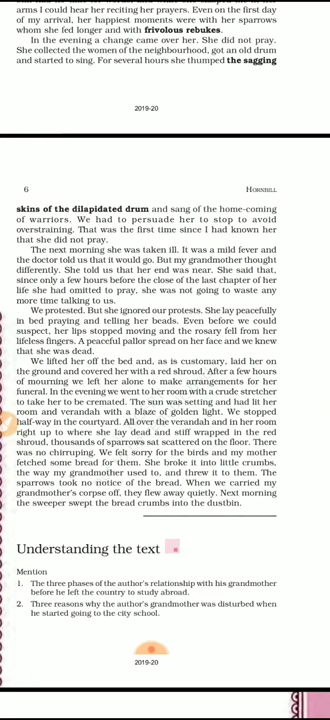 arms I could hear her reciting her prayers. Even on the first day
of my arrival, her happiest moments were with her sparrows
whom she fed longer and with frivolous rebukes.
In the evening a change came over her. She did not pray.
She collected the women of the neighbourhood, got an old drum
and started to sing. For several hours she thumped the sagging
2019-20
6 HORNBILL
skins of the dilapidated drum and sang of the home-coming
of warriors. We had to persuade her to stop to avoid
overstraining. That was the first time since I had known her
that she did not pray.
The next morning she was taken ill. It was a mild fever and
the doctor told us that it would go. But my grandmother thought
differently. She told us that her end was near. She said that,
since only a few hours before the close of the last chapter of her
life she had omitted to pray, she was not going to waste any
more time talking to us.
We protested. But she ignored our protests. She lay peacefully
in bed praying and telling her beads. Even before we could
suspect, her lips stopped moving and the rosary fell from her
lifeless fingers. A peaceful pallor spread on her face and we knew
that she was dead.
We lifted her off the bed and, as is customary, laid her on
the ground and covered her with a red shroud. After a few hours
of mourning we left her alone to make arrangements for her
funeral. In the evening we went to her room with a crude stretcher
to take her to be cremated. The sun was setting and had lit her
room and verandah with a blaze of golden light. We stopped
half-way in the courtyard. All over the verandah and in her room
right up to where she lay dead and stiff wrapped in the red
shroud, thousands of sparrows sat scattered on the floor. There
was no chirruping. We felt sorry for the birds and my mother
fetched some bread for them. She broke it into little crumbs,
the way my grandmother used to, and threw it to them. The
sparrows took no notice of the bread. When we carried my
grandmother's corpse off, they flew away quietly. Next morning
the sweeper swept the bread crumbs into the dustbin.
Understanding the text
Mention
1. The three phases of the author's relationship with his grandmother
before he left the country to study abroad.
2. Three reasons why the author's grandmother was disturbed when
he started going to the city school.
2019-20